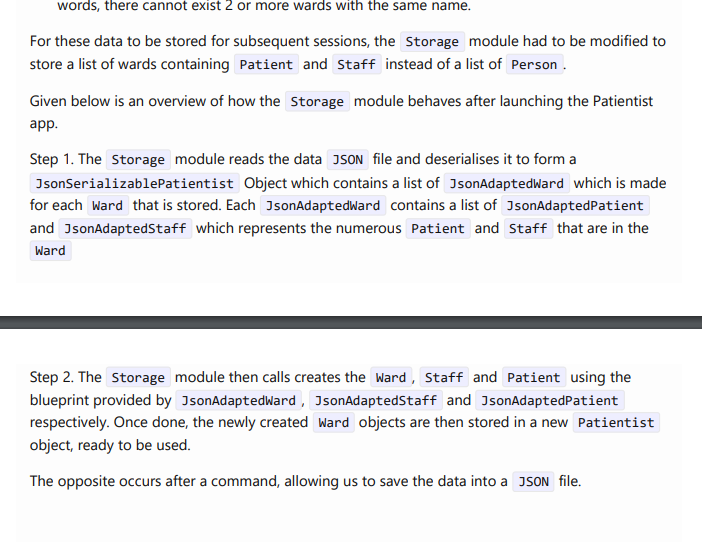 words, there cannot exist 2 or more wards with the same name.
For these data to be stored for subsequent sessions, the Storage module had to be modified to
store a list of wards containing Patient and Staff instead of a list of Person .
Given below is an overview of how the Storage module behaves after launching the Patientist
app.
Step 1. The Storage module reads the data JSON file and deserialises it to form a
JsonSerializablePatientist Object which contains a list of JsonAdaptedWard which is made
for each Ward that is stored. Each JsonAdaptedWard contains a list of JsonAdaptedPatient
and JsonAdaptedStaff which represents the numerous Patient and Staff that are in the
Ward
Step 2. The Storage module then calls creates the Ward , Staff and Patient using the
blueprint provided by JsonAdaptedWard , JsonAdaptedStaff and JsonAdaptedPatient
respectively. Once done, the newly created Ward objects are then stored in a new Patientist
object, ready to be used.
The opposite occurs after a command, allowing us to save the data into a JSON file.